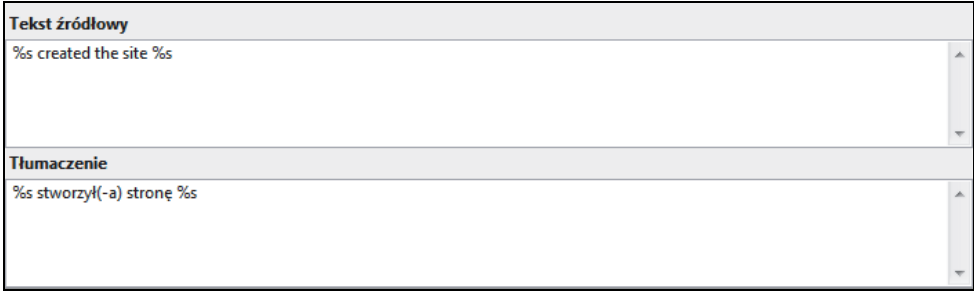 Tekst źródłowy
%s created the site %s
Tłumaczenie
%s stworzył(-a) stronę %s